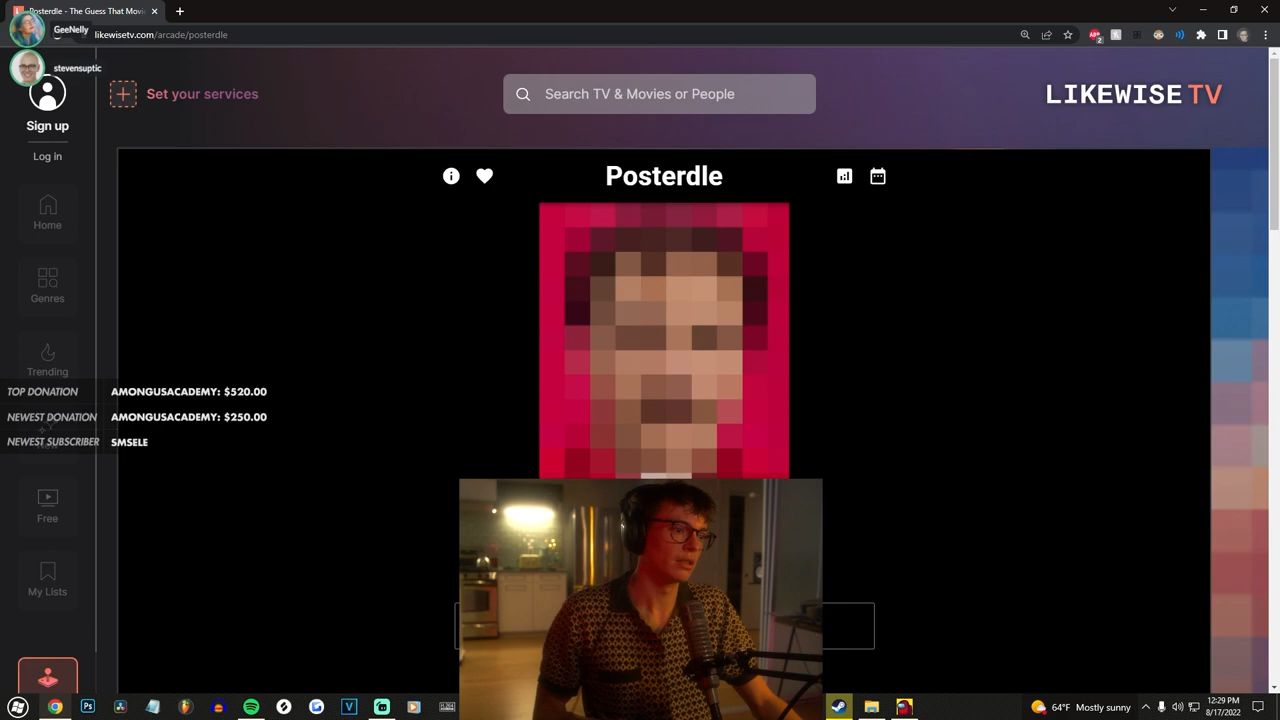 Posterdle - The Guess That Movi
GeeNelly
likewisetv.com/arcade/posterdle
stevensuptic
Set your services
Search TV & Movies or People
LIKEWISE TV
Sign up
Log in
Posterdle
Home
Genres
Trending
TOP DONATION AMONGUSACADEMY: $520.00
NEWEST DONATION AMONGUSACADEMY: $250.00
NEWEST SUBSCRIBER SMSELE
Free
My Lists
64°F Mostly sunny
12:29 PM
8/17/2022